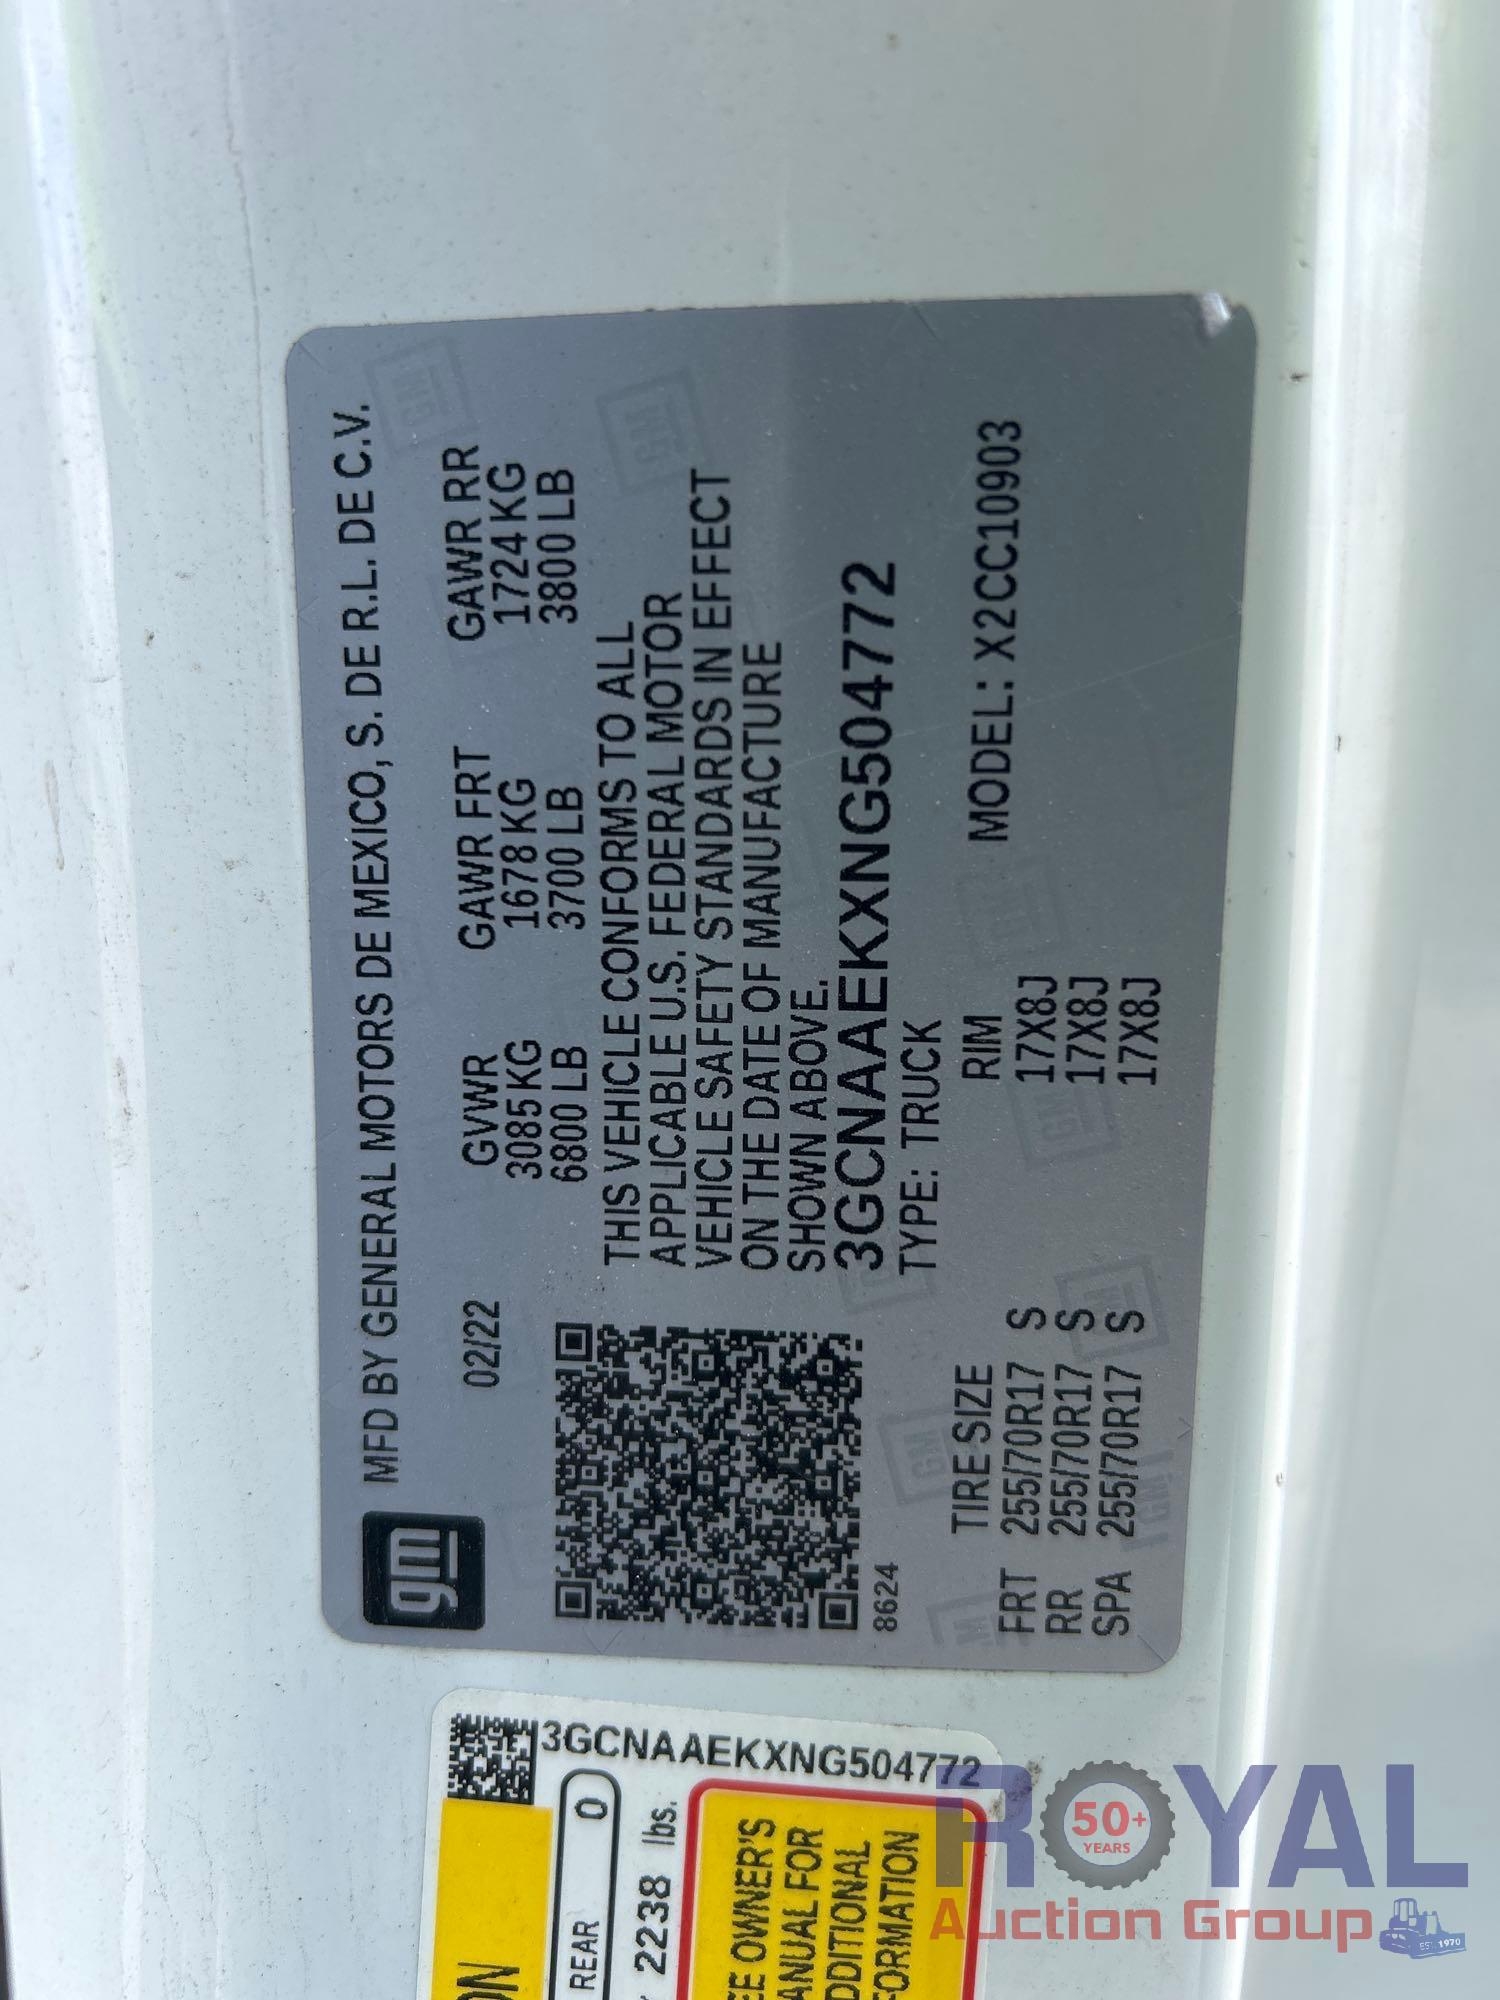 gm
MFD BY GENERAL MOTORS DE MEXICO, S. DE R.L. DE C.V.
02/22
GVWR GAWR FRT GAWR RR
3085 KG 1678 KG 1724 KG
6800 LB 3700 LB 3800 LB
THIS VEHICLE CONFORMS TO ALL
APPLICABLE U.S. FEDERAL MOTOR
VEHICLE SAFETY STANDARDS IN EFFECT
ON THE DATE OF MANUFACTURE
SHOWN ABOVE.
3GCNAAEKXNG504772
TYPE: TRUCK
8624
TIRE SIZE RIM MODEL: X2CC10903
FRT 255/70R17 S 17X8J
RR 255/70R17 S 17X8J
SPA 255/70R17 S 17X8J
3GCNAAEKXNG504772
REAR 0
2238 lbs.
OWNER'S
FOR
ROYAL
50+
YEARS
Auction Group
EST. 1970